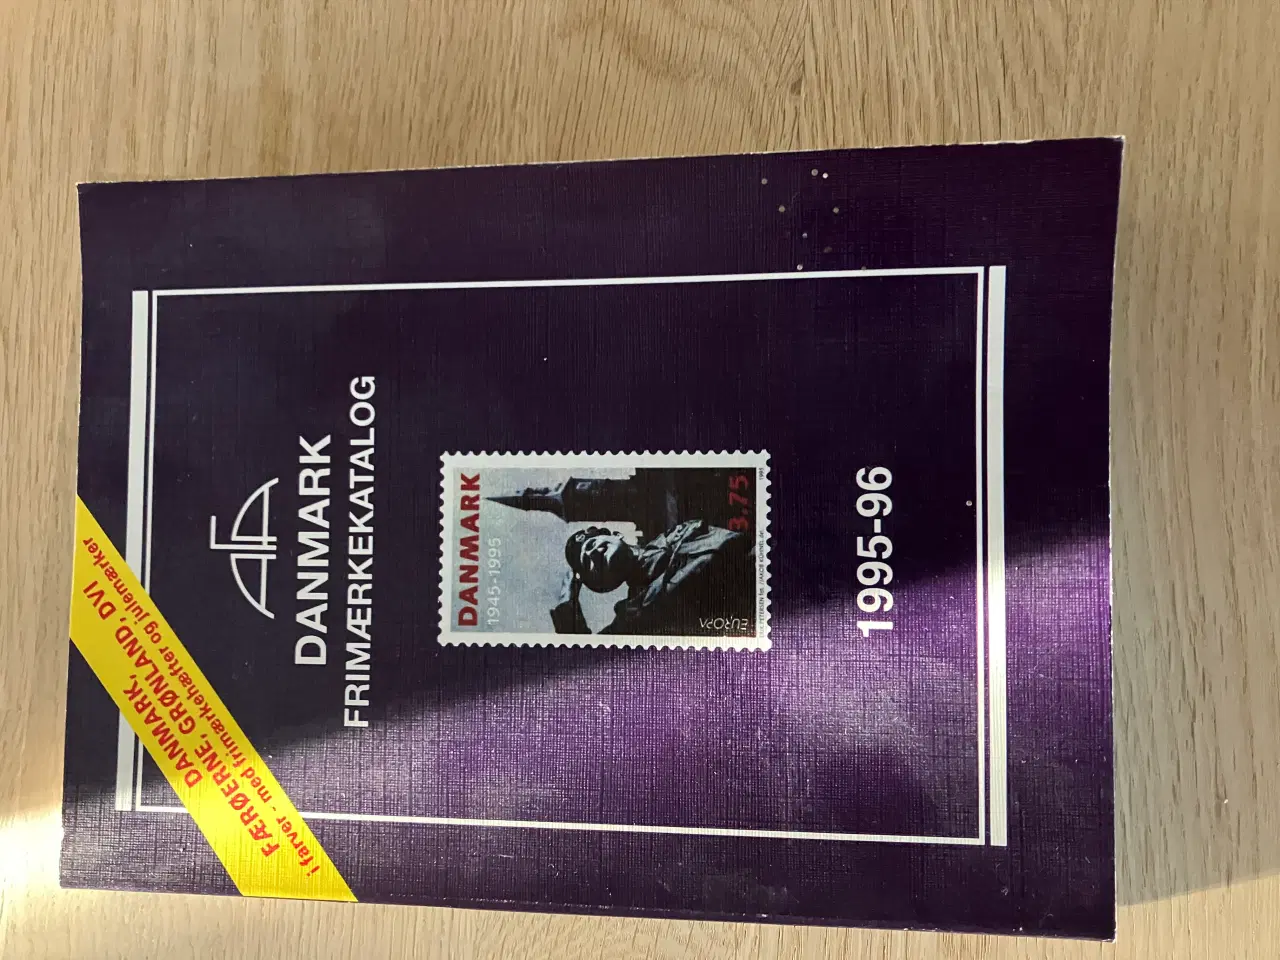 DANMARK,
FÆRØERNE, GRØNLAND, DVI
i farver - med frimærkehæfter og julemærker
AFA
DANMARK
FRIMÆRKEKATALOG
DANMARK
1945-1995
EUROPA
3.75
1995
1995-96